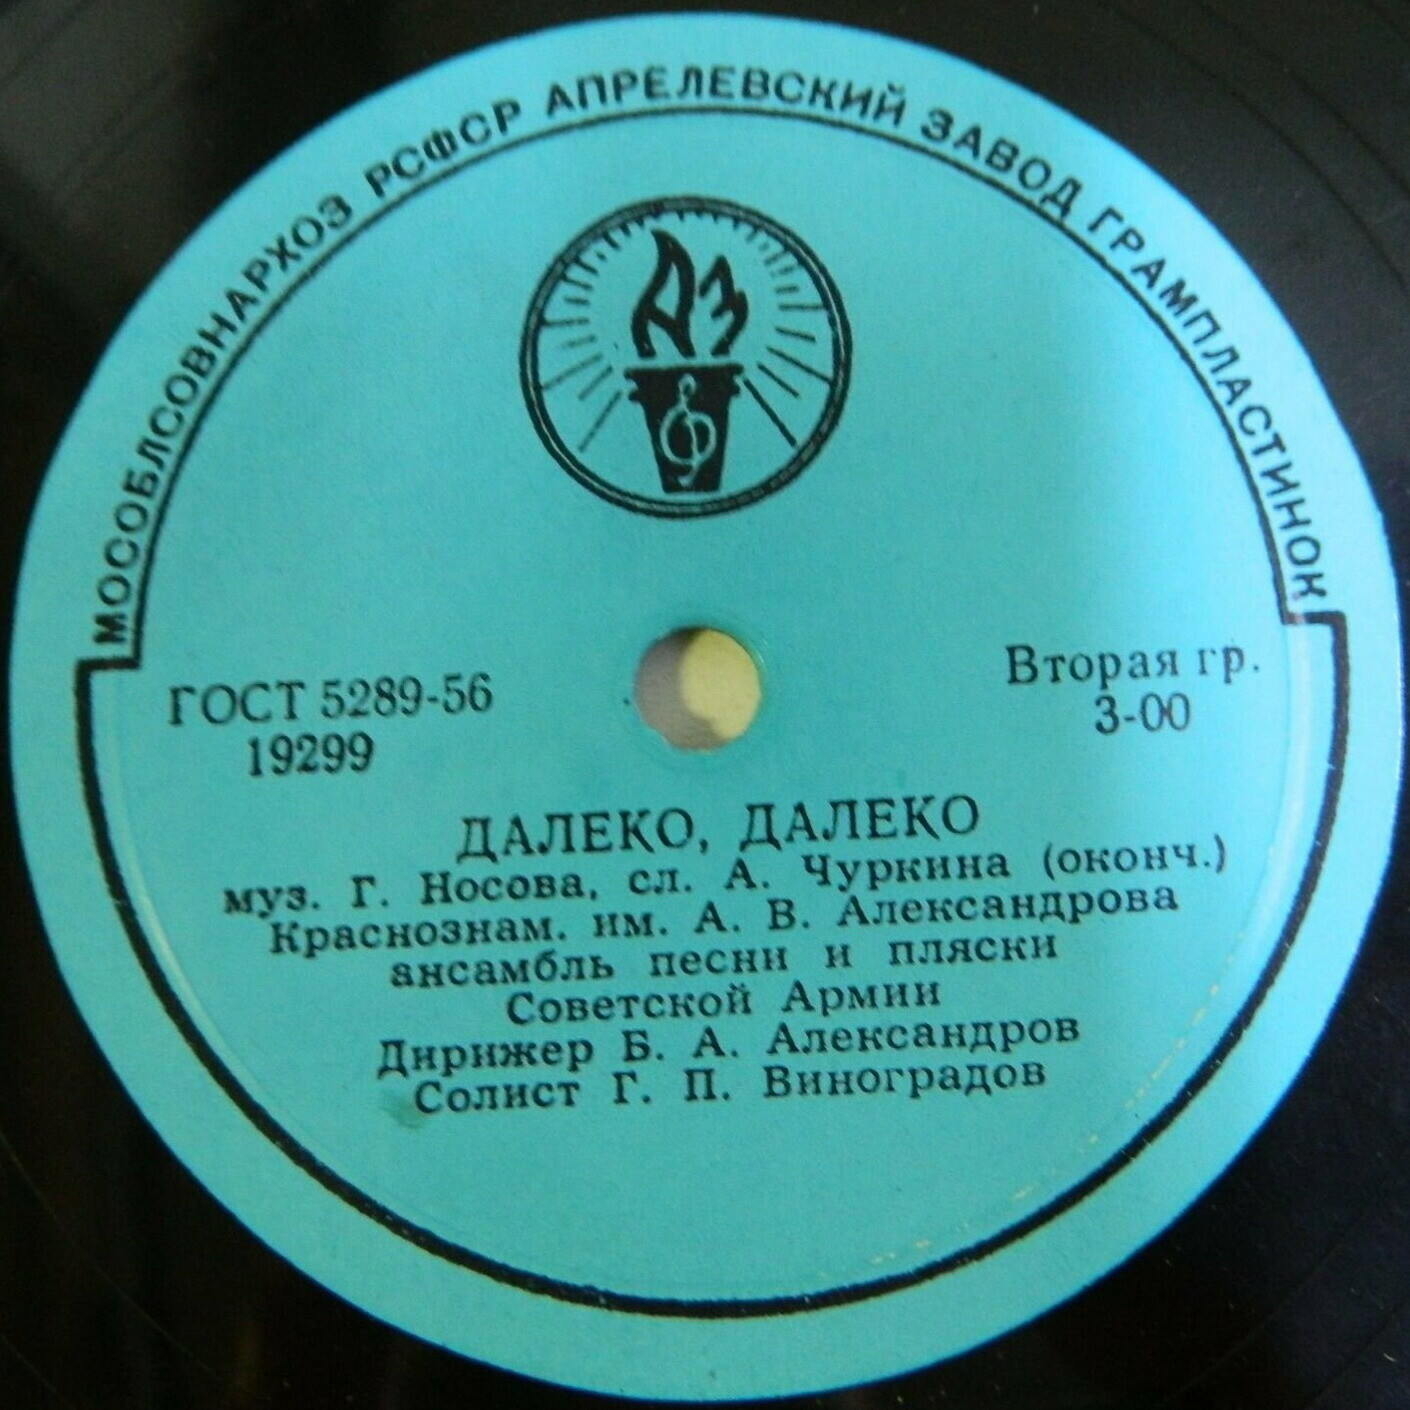 МОСОБЛСОВНАРХОЗ РСФСР АПРЕЛЕВСКИЙ ЗАВОД ГРАМПЛАСТИНОК
АЗ
ГОСТ 5289-56
19299
Вторая гр.
3-00
ДАЛЕКО, ДАЛЕКО
муз. Г. Носова, сл. А. Чуркина (оконч.)
Краснознам. им. А. В. Александрова
ансамбль песни и пляски
Советской Армии
Дирижер Б. А. Александров
Солист Г. П. Виноградов